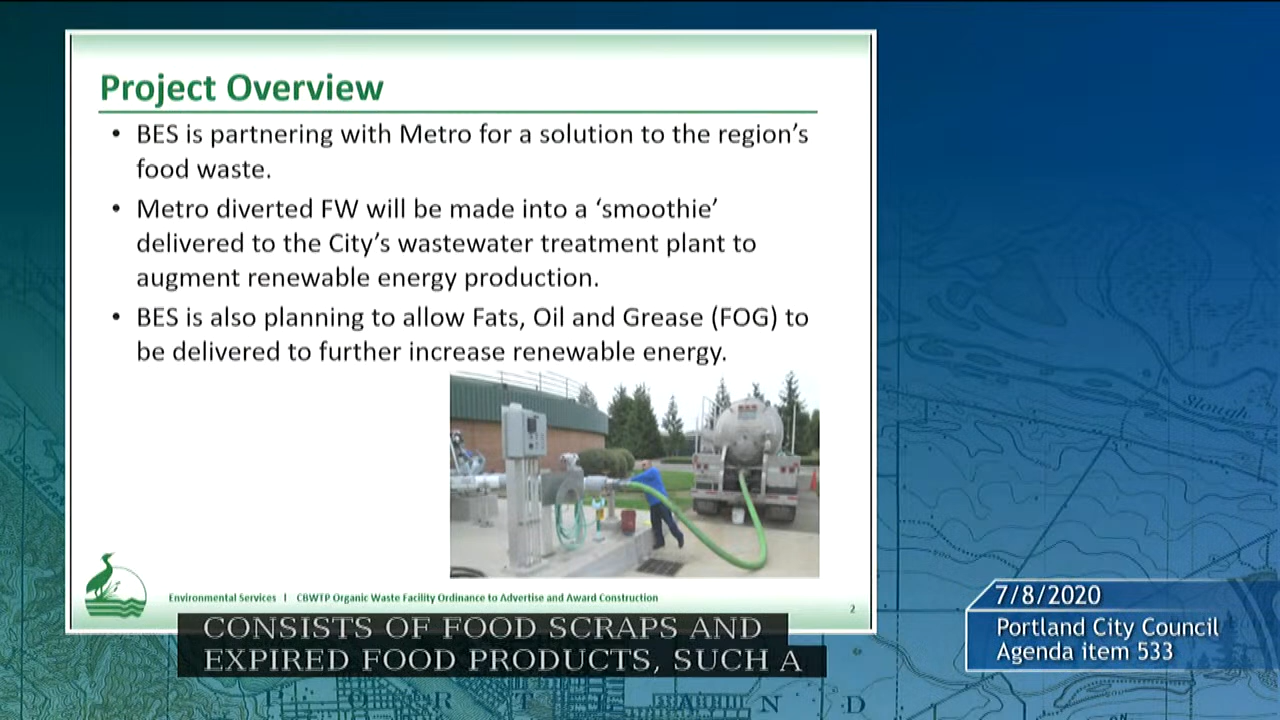 Project Overview
• BES is partnering with Metro for a solution to the region's
food waste.
• Metro diverted FW will be made into a 'smoothie'
delivered to the City's wastewater treatment plant to
augment renewable energy production.
• BES is also planning to allow Fats, Oil and Grease (FOG) to
be delivered to further increase renewable energy.
Slough
Environmental Services | CBWTP Organic Waste Facility Ordinance to Advertise and Award Construction
2
CONSISTS OF FOOD SCRAPS AND
EXPIRED FOOD PRODUCTS, SUCH A
7/8/2020
Portland City Council
Agenda item 533
R T A N D